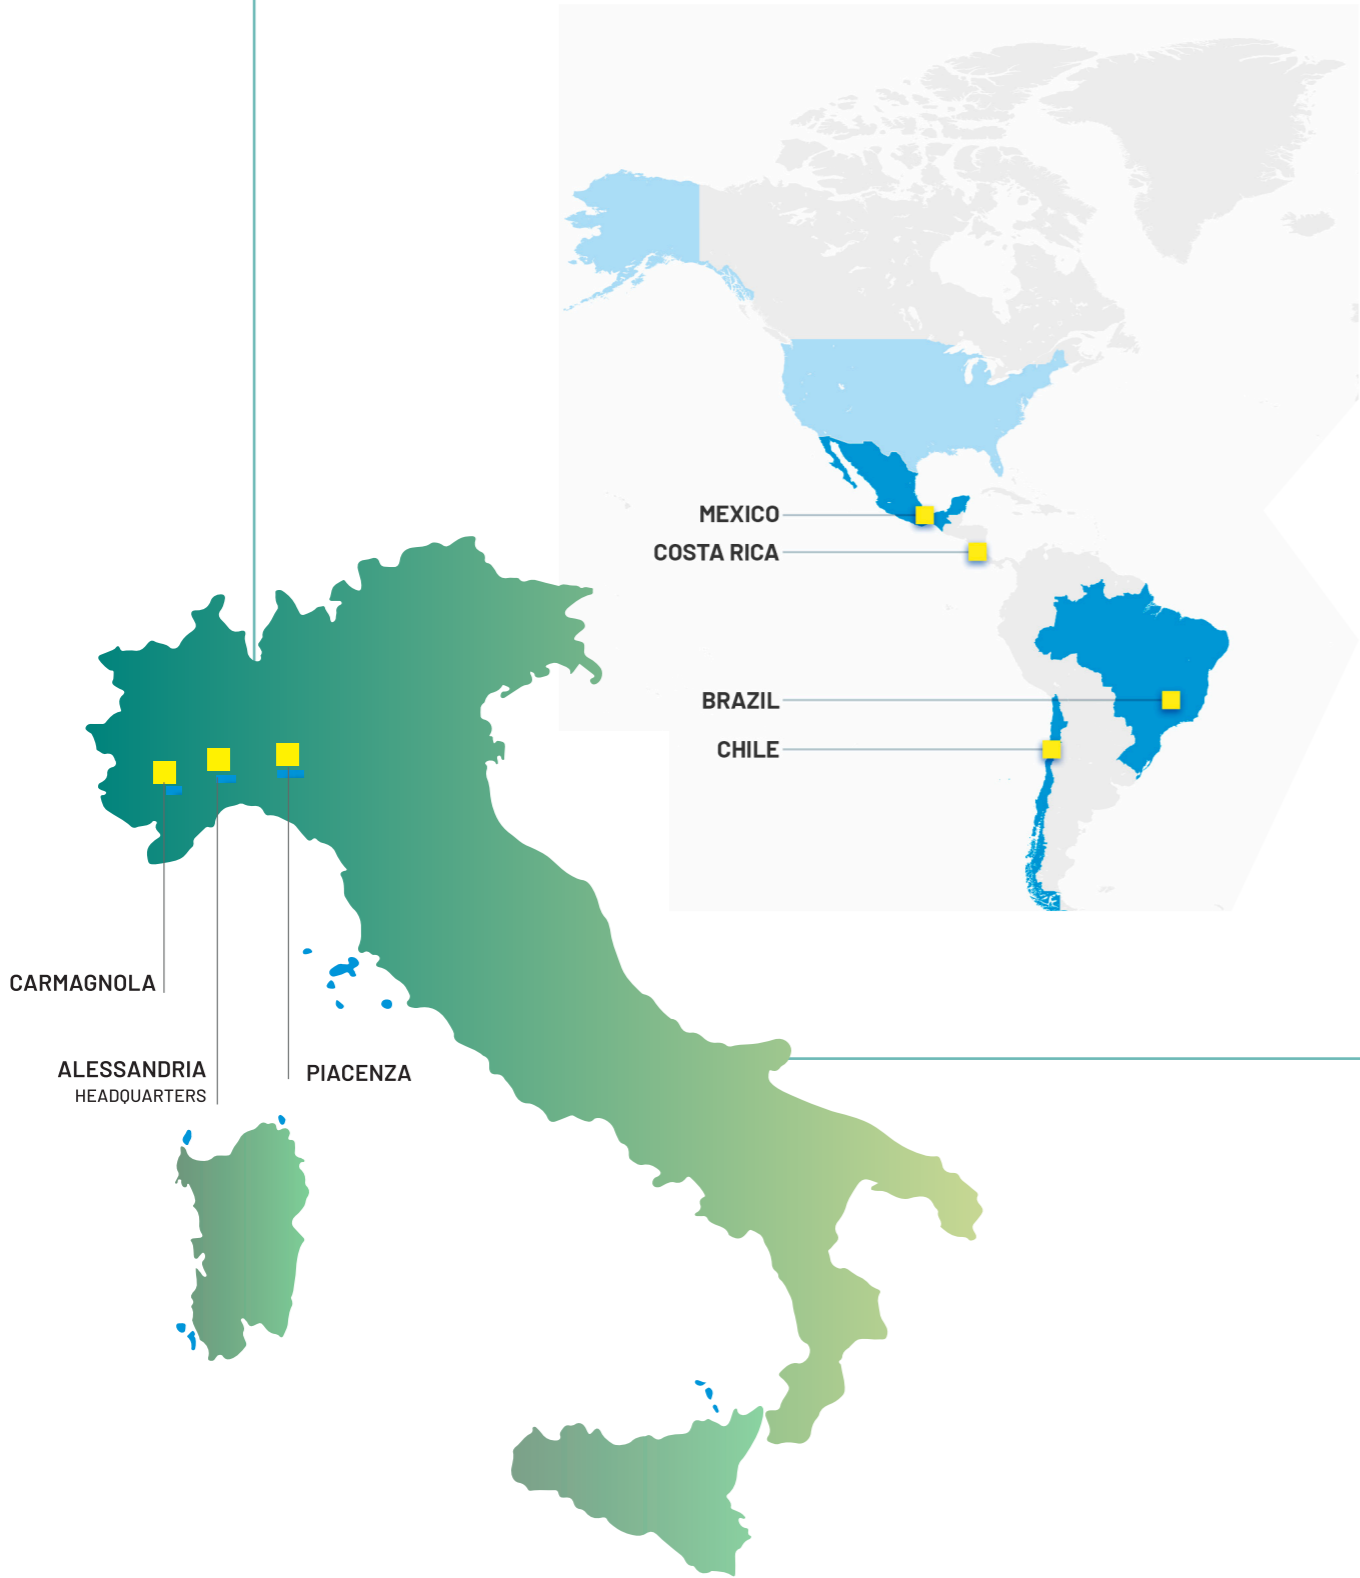 MEXICO
COSTA RICA
BRAZIL
CHILE
CARMAGNOLA
ALESSANDRIA
HEADQUARTERS
PIACENZA